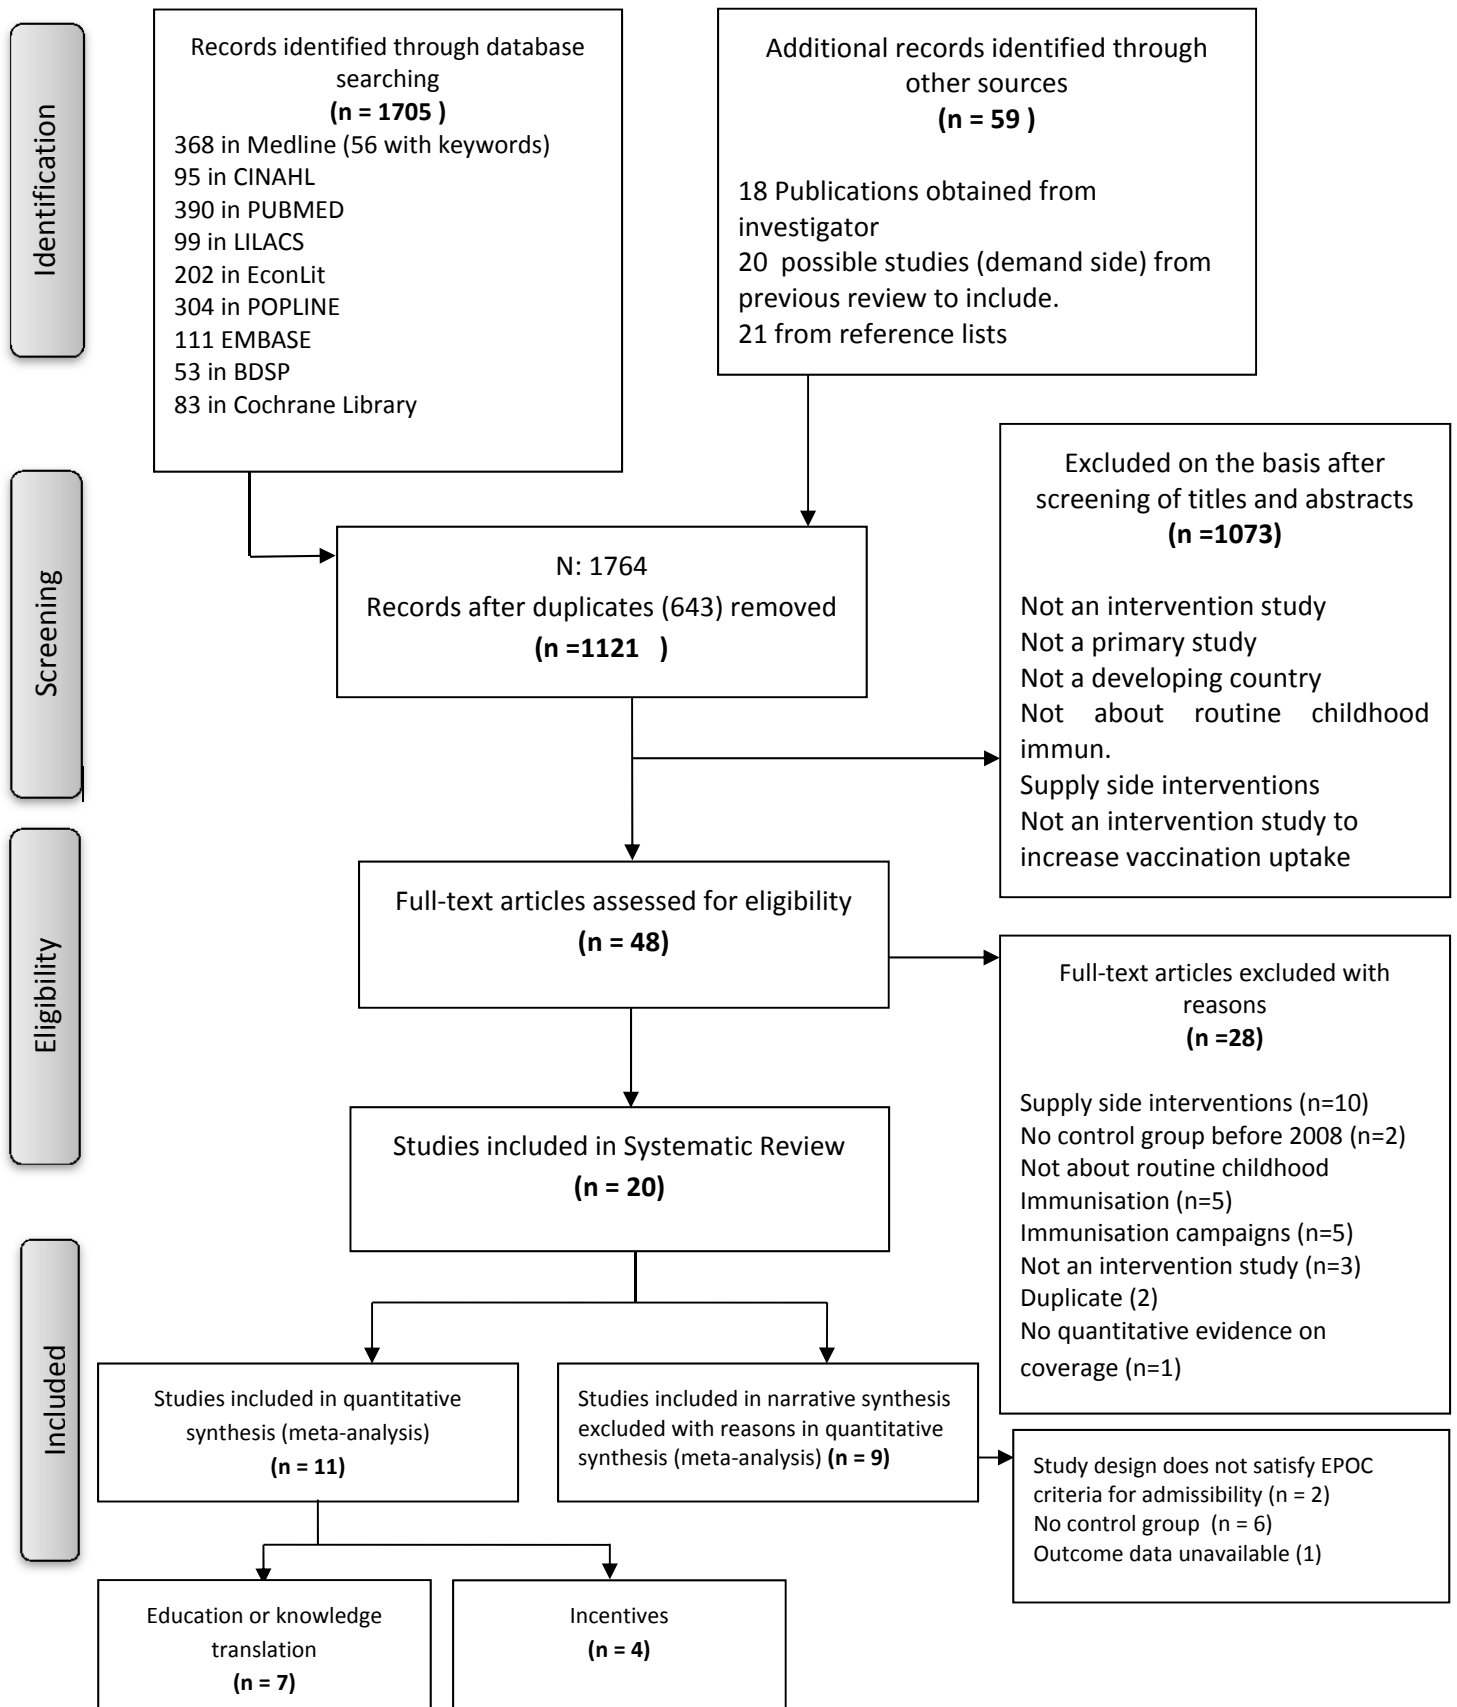 Identification
Records identified through database
searching
(n = 1705 )
368 in Medline (56 with keywords)
95 in CINAHL
390 in PUBMED
99 in LILACS
202 in EconLit
304 in POPLINE
111 EMBASE
53 in BDSP
83 in Cochrane Library
Additional records identified through
other sources
(n = 59 )
18 Publications obtained from
investigator
20 possible studies (demand side) from
previous review to include.
21 from reference lists
Screening
N: 1764
Records after duplicates (643) removed
(n =1121 )
Excluded on the basis after
screening of titles and abstracts
(n =1073)
Not an intervention study
Not a primary study
Not a developing country
Not about routine childhood
immun.
Supply side interventions
Not an intervention study to
increase vaccination uptake
Eligibility
Full-text articles assessed for eligibility
(n = 48)
Full-text articles excluded with
reasons
(n =28)
Supply side interventions (n=10)
No control group before 2008 (n=2)
Not about routine childhood
Immunisation (n=5)
Immunisation campaigns (n=5)
Not an intervention study (n=3)
Duplicate (2)
No quantitative evidence on
coverage (n=1)
Studies included in Systematic Review
(n = 20)
Included
Studies included in quantitative
synthesis (meta-analysis)
(n = 11)
Studies included in narrative synthesis
excluded with reasons in quantitative
synthesis (meta-analysis) (n = 9)
Study design does not satisfy EPOC
criteria for admissibility (n = 2)
No control group (n = 6)
Outcome data unavailable (1)
Education or knowledge
translation
(n = 7)
Incentives
(n = 4)